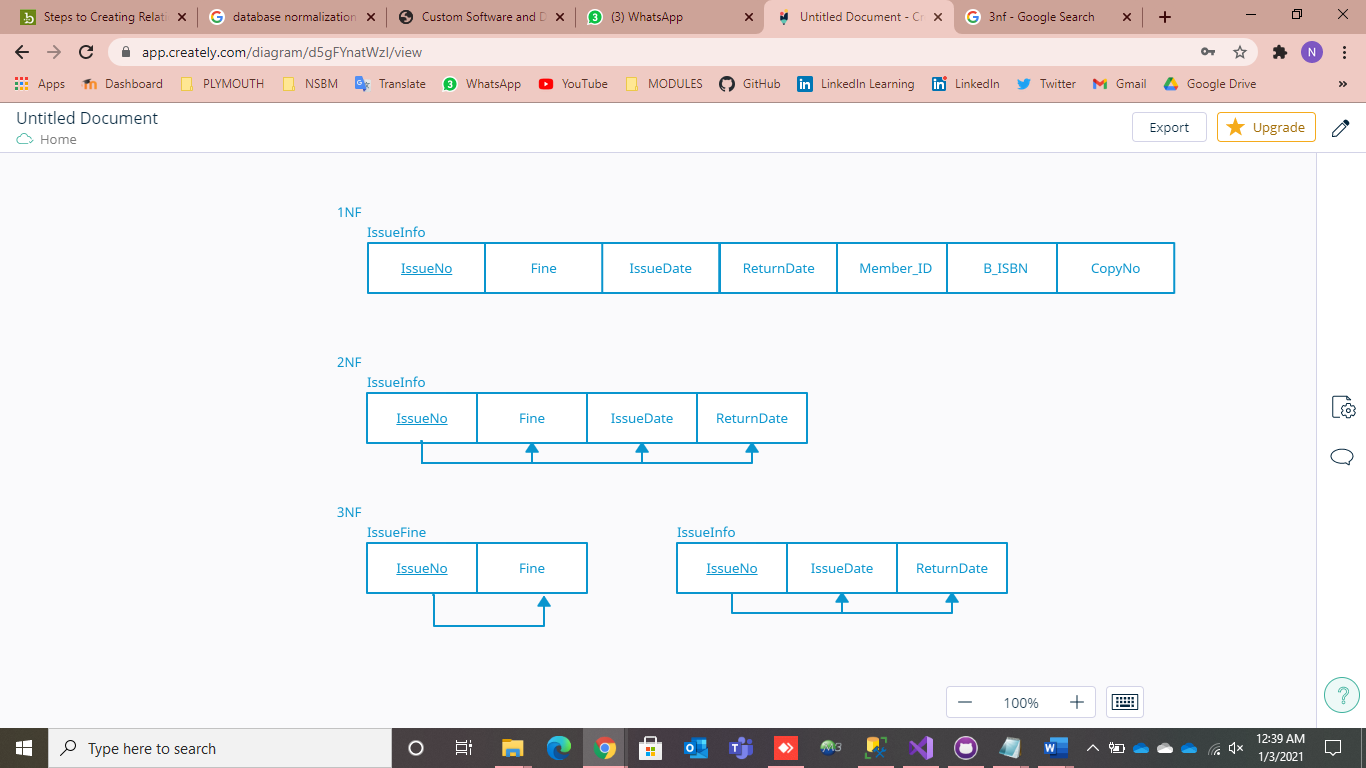 Steps to Creating Relati
database normalization
Custom Software and D
(3) WhatsApp
Untitled Document - Cr
3nf - Google Search
app.creately.com/diagram/d5gFYnatWzI/view
N
Apps Dashboard PLYMOUTH NSBM Translate 3 WhatsApp YouTube MODULES GitHub LinkedIn Learning LinkedIn Twitter Gmail Google Drive »
Untitled Document
Home
Export
Upgrade
1NF
IssueInfo
IssueNo Fine IssueDate ReturnDate Member_ID B_ISBN CopyNo
2NF
IssueInfo
IssueNo Fine IssueDate ReturnDate
3NF
IssueFine IssueInfo
IssueNo Fine IssueNo IssueDate ReturnDate
100%
?
Type here to search
12:39 AM
1/3/2021